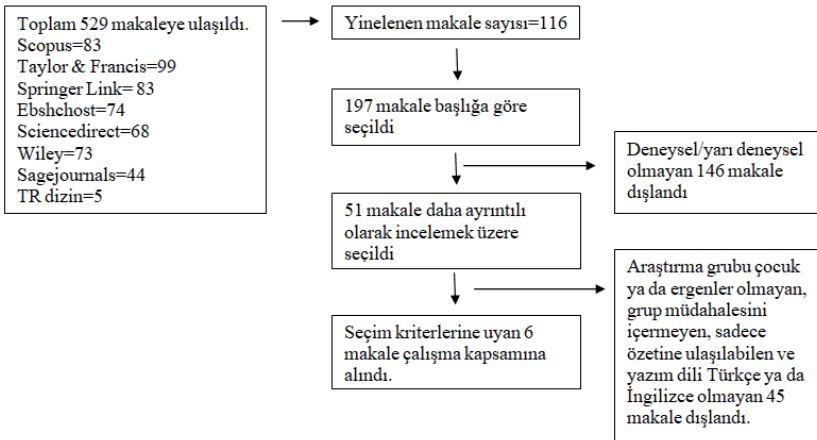 Toplam 529 makaleye ulaşıldı.
Scopus=83
Taylor & Francis=99
Springer Link= 83
Ebshchost=74
Sciencedirect=68
Wiley=73
Sagejournals=44
TR dizin=5
Yinelenen makale sayısı=116
197 makale başlığa göre
seçildi
Deneysel/yarı deneysel
olmayan 146 makale
dışlandı
51 makale daha ayrıntılı
olarak incelemek üzere
seçildi
Araştırma grubu çocuk
ya da ergenler olmayan,
grup müdahalesini
içermeyen, sadece
özetine ulaşılabilen ve
yazım dili Türkçe ya da
İngilizce olmayan 45
makale dışlandı.
Seçim kriterlerine uyan 6
makale çalışma kapsamına
alındı.